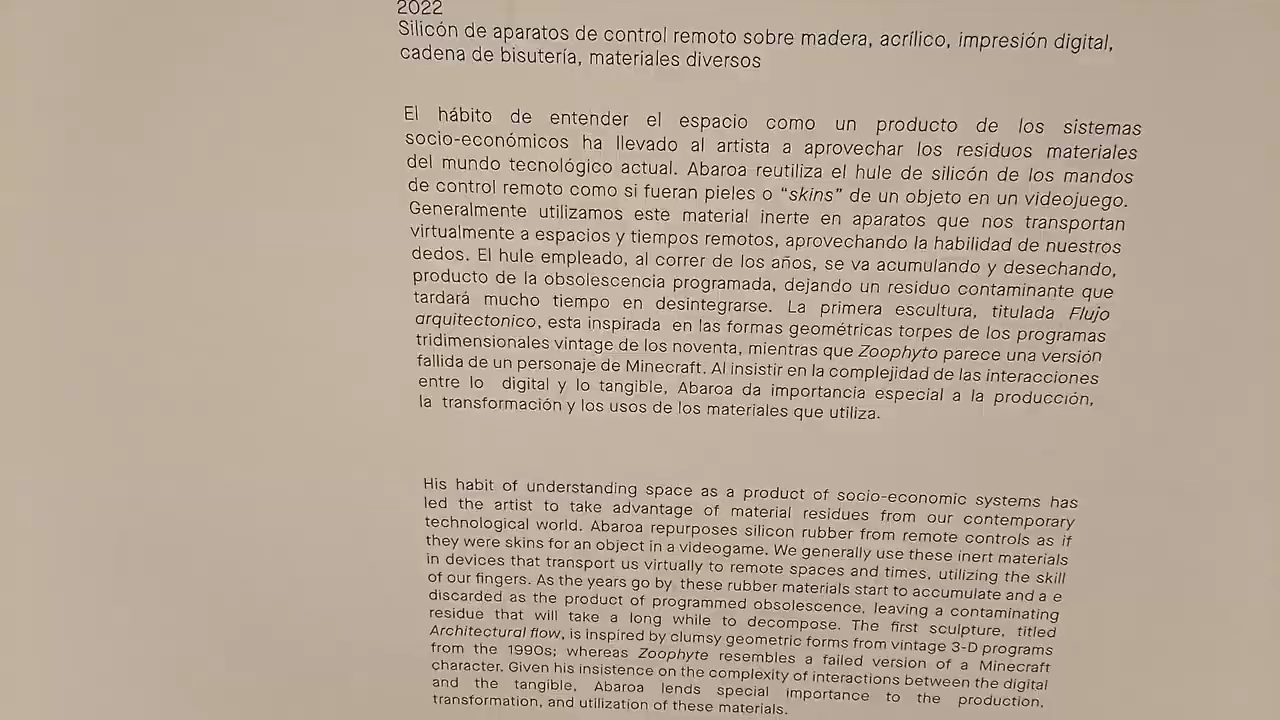 2022
Silicón de aparatos de control remoto sobre madera, acrílico, impresión digital,
cadena de bisutería, materiales diversos
El hábito de entender el espacio como un producto de los sistemas
socio-económicos ha llevado al artista a aprovechar los residuos materiales
del mundo tecnológico actual. Abaroa reutiliza el hule de silicón de los mandos
de control remoto como si fueran pieles o “skins” de un objeto en un videojuego.
Generalmente utilizamos este material inerte en aparatos que nos transportan
virtualmente a espacios y tiempos remotos, aprovechando la habilidad de nuestros
dedos. El hule empleado, al correr de los años, se va acumulando y desechando,
producto de la obsolescencia programada, dejando un residuo contaminante que
tardará mucho tiempo en desintegrarse. La primera escultura, titulada Flujo
arquitectonico, esta inspirada en las formas geométricas torpes de los programas
tridimensionales vintage de los noventa, mientras que Zoophyto parece una versión
fallida de un personaje de Minecraft. Al insistir en la complejidad de las interacciones
entre lo digital y lo tangible, Abaroa da importancia especial a la producción,
la transformación y los usos de los materiales que utiliza.
His habit of understanding space as a product of socio-economic systems has
led the artist to take advantage of material residues from our contemporary
technological world. Abaroa repurposes silicon rubber from remote controls as if
they were skins for an object in a videogame. We generally use these inert materials
in devices that transport us virtually to remote spaces and times, utilizing the skill
of our fingers. As the years go by these rubber materials start to accumulate and a e
discarded as the product of programmed obsolescence, leaving a contaminating
residue that will take a long while to decompose. The first sculpture, titled
Architectural flow, is inspired by clumsy geometric forms from vintage 3-D programs
from the 1990s; whereas Zoophyte resembles a failed version of a Minecraft
character. Given his insistence on the complexity of interactions between the digital
and the tangible, Abaroa lends special importance to the production,
transformation, and utilization of these materials.